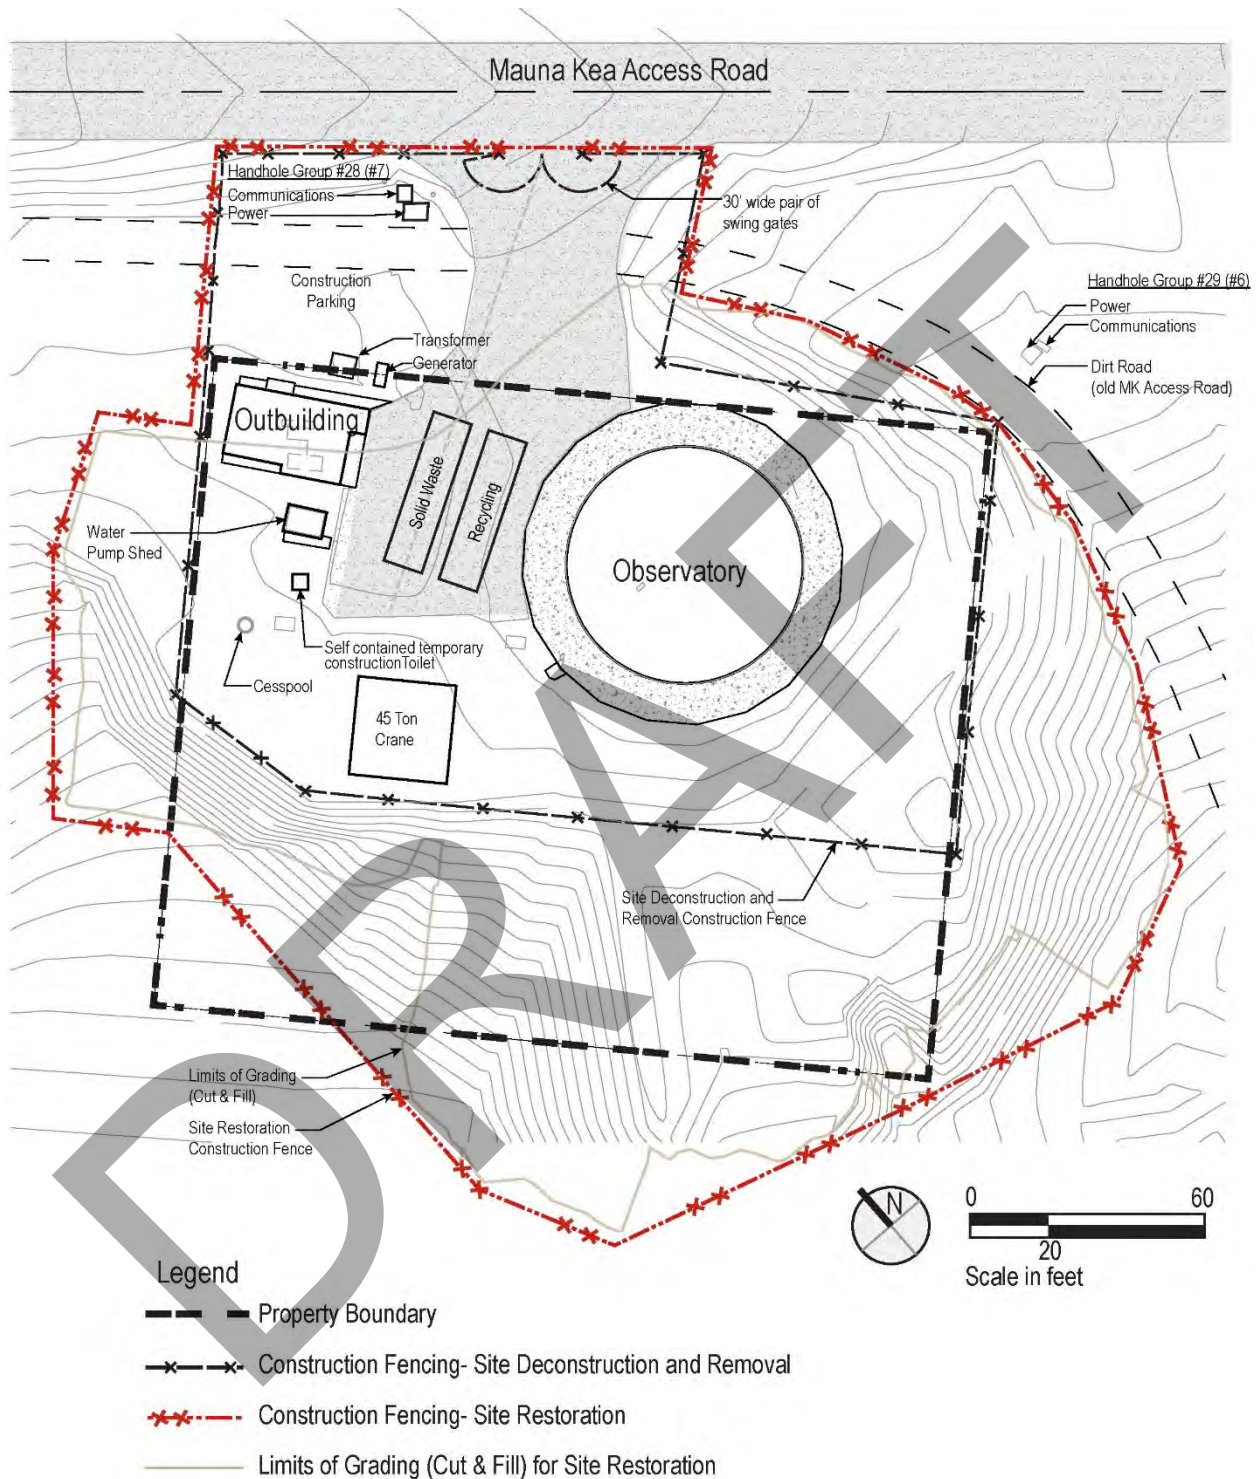 Mauna Kea Access Road
Handhole Group #28 (#7)
Communications
Power
30' wide pair of
swing gates
Construction
Parking
Handhole Group #29 (#6)
Power
Communications
Dirt Road
(old MK Access Road)
Transformer
Generator
Outbuilding
Solid Waste
Recycling
Water
Pump Shed
Observatory
Self contained temporary
constructionToilet
Cesspool
45 Ton
Crane
Site Deconstruction and
Removal Construction Fence
Limits of Grading
(Cut & Fill)
Site Restoration
Construction Fence
DRAFT
N
0 60
20
Scale in feet
Legend
Property Boundary
Construction Fencing- Site Deconstruction and Removal
Construction Fencing- Site Restoration
Limits of Grading (Cut & Fill) for Site Restoration